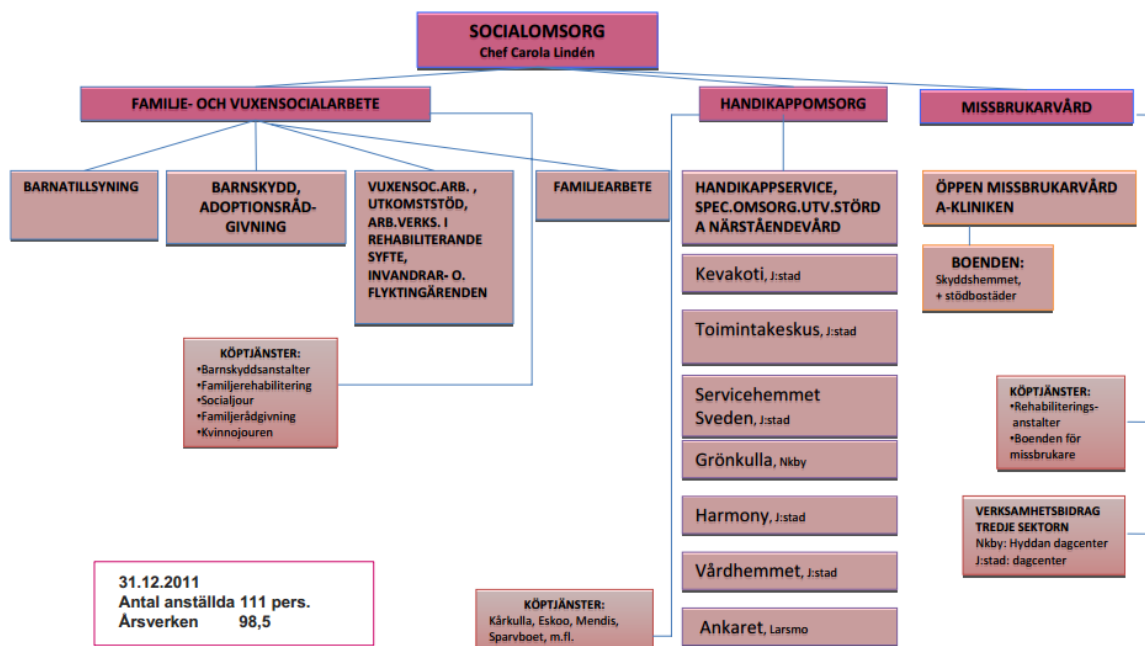 SOCIALOMSORG
Chef Carola Lindén
FAMILJE- OCH VUXENSOCIALARBETE
HANDIKAPPOMSORG
MISSBRUKARVÅRD
BARNATILLSYNING
BARNSKYDD,
ADOPTIONSRÅD-
GIVNING
VUXENSOC.ARB. ,
UTKOMSTSTÖD,
ARB.VERKS. I
REHABILITERANDE
SYFTE,
INVANDRAR- O.
FLYKTINGÄRENDEN
FAMILJEARBETE
HANDIKAPPSERVICE,
SPEC.OMSORG.UTV.STÖRD
A NÄRSTÅENDEVÅRD
ÖPPEN MISSBRUKARVÅRD
A-KLINIKEN
BOENDEN:
Skyddshemmet,
+ stödbostäder
Kevakoti, J:stad
Toimintakeskus, J:stad
Servicehemmet
Sveden, J:stad
Grönkulla, Nkby
Harmony, J:stad
Vårdhemmet, J:stad
Ankaret, Larsmo
KÖPTJÄNSTER:
•Barnskyddsanstalter
•Familjerehabilitering
•Socialjour
•Familjerådgivning
•Kvinnojouren
KÖPTJÄNSTER:
•Rehabiliterings-
anstalter
•Boenden för
missbrukare
VERKSAMHETSBIDRAG
TREDJE SEKTORN
Nkby: Hyddan dagcenter
J:stad: dagcenter
KÖPTJÄNSTER:
Kårkulla, Eskoo, Mendis,
Sparvboet, m.fl.
31.12.2011
Antal anställda 111 pers.
Årsverken 98,5